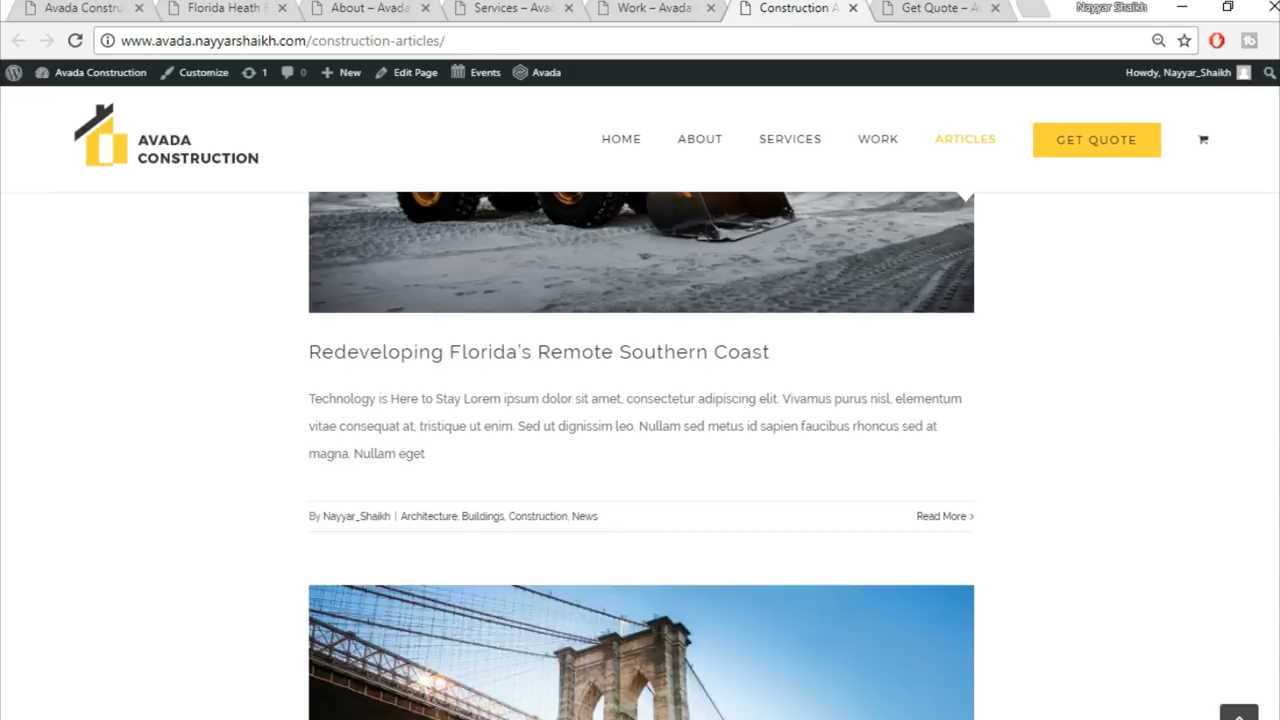 Avada Constru
Florida Heath F
About – Avada
Services – Avad
Work – Avada
Construction A
Get Quote – A
Nayyar Shaikh
www.avada.nayyarshaikh.com/construction-articles/
Avada Construction
Customize
1
0
New
Edit Page
Events
Avada
Howdy, Nayyar_Shaikh
AVADA
CONSTRUCTION
HOME
ABOUT
SERVICES
WORK
ARTICLES
GET QUOTE
Redeveloping Florida's Remote Southern Coast
Technology is Here to Stay Lorem ipsum dolor sit amet, consectetur adipiscing elit. Vivamus purus nisl, elementum
vitae consequat at, tristique ut enim. Sed ut dignissim leo. Nullam sed metus id sapien faucibus rhoncus sed at
magna. Nullam eget
By Nayyar_Shaikh | Architecture, Buildings, Construction, News
Read More >